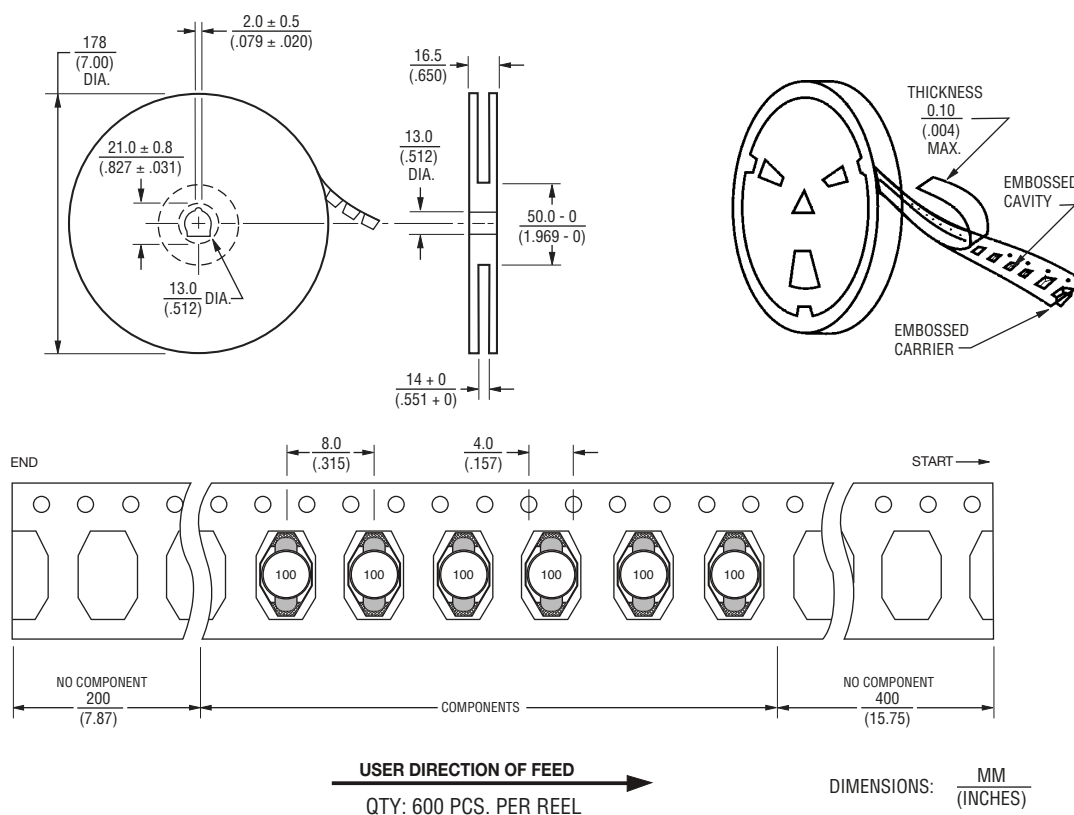 2.0 ± 0.5
(.079 ± .020)
178
(7.00)
DIA.
16.5
(.650)
THICKNESS
0.10
(.004)
MAX.
21.0 ± 0.8
(.827 ± .031)
13.0
(.512)
DIA.
EMBOSSED
CAVITY
50.0 - 0
(1.969 - 0)
13.0
(.512)
DIA.
EMBOSSED
CARRIER
14 + 0
(.551 + 0)
8.0
(.315)
4.0
(.157)
END
START
100
100
100
100
100
100
NO COMPONENT
200
(7.87)
COMPONENTS
NO COMPONENT
400
(15.75)
USER DIRECTION OF FEED
QTY: 600 PCS. PER REEL
DIMENSIONS:
MM
(INCHES)